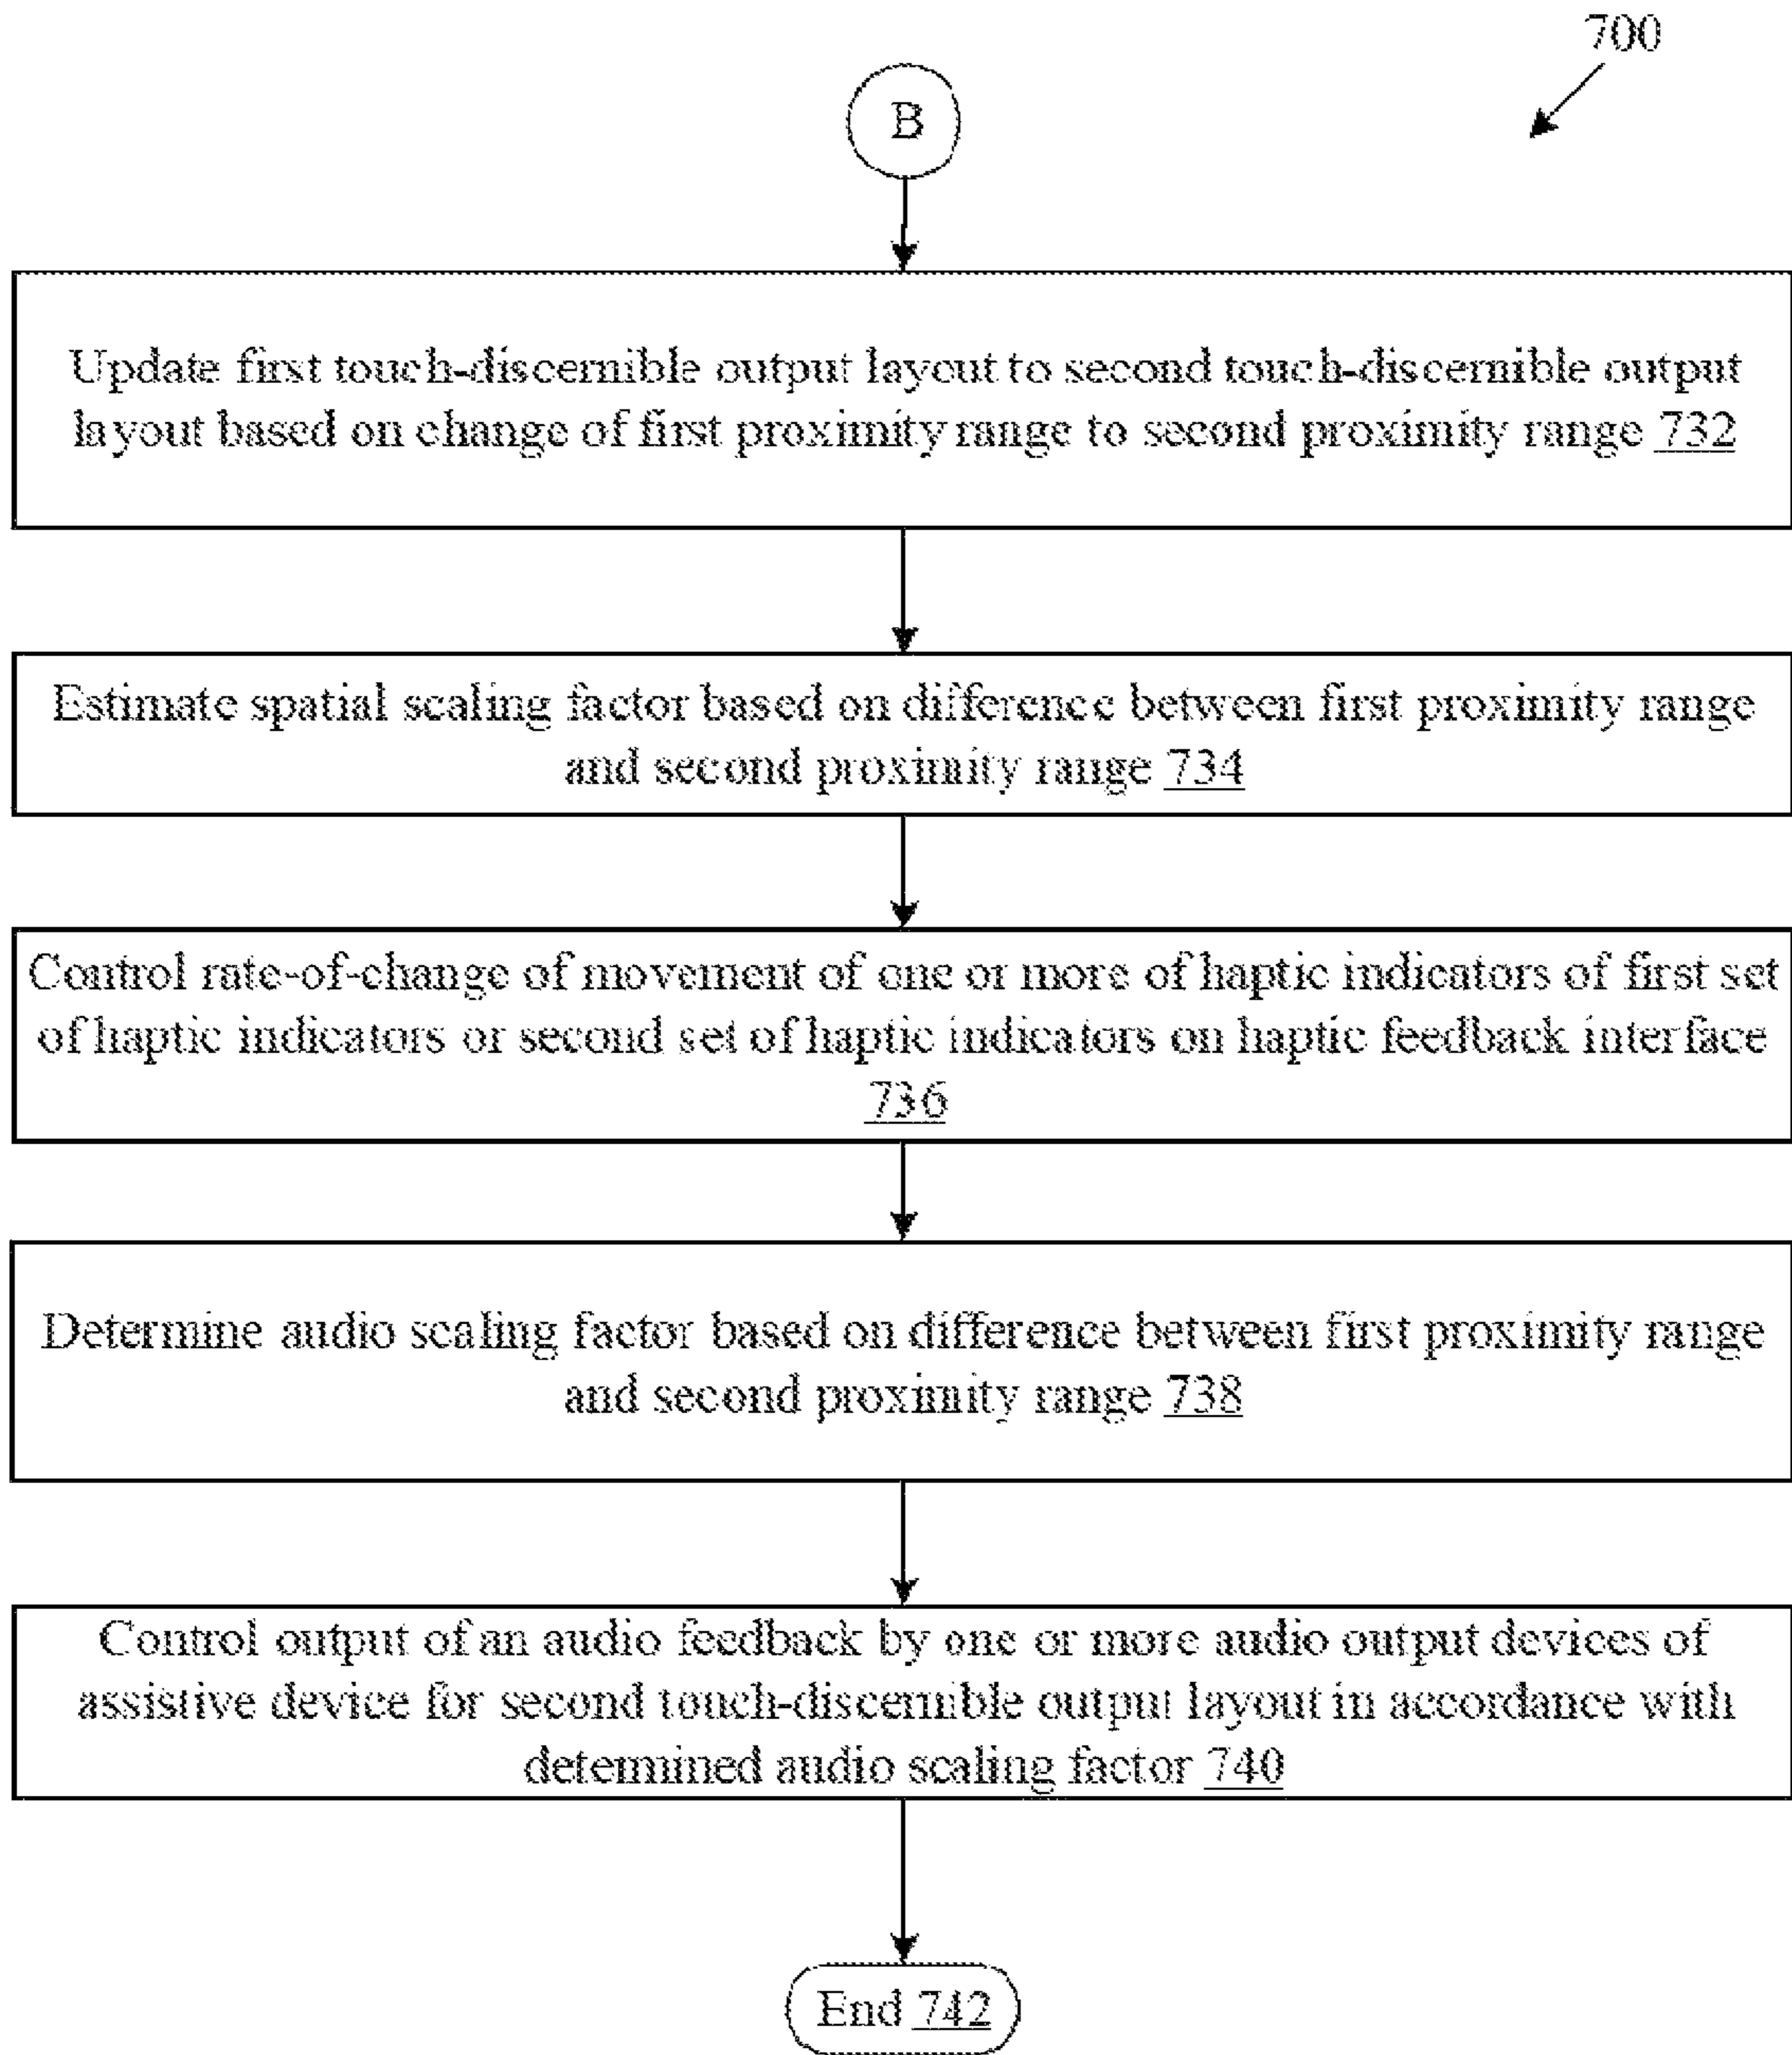 700
B
Update first touch-discernible output layout to second touch-discernible output
layout based on change of first proximity range to second proximity range 732
Estimate spatial scaling factor based on difference between first proximity range
and second proximity range 734
Control rate-of-change of movement of one or more of haptic indicators of first set
of haptic indicators or second set of haptic indicators on haptic feedback interface
736
Determine audio scaling factor based on difference between first proximity range
and second proximity range 738
Control output of an audio feedback by one or more audio output devices of
assistive device for second touch-discernible output layout in accordance with
determined audio scaling factor 740
End 742